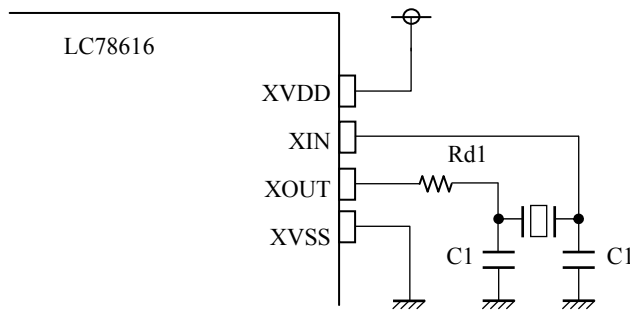 LC78616
XVDD
XIN
Rd1
XOUT
XVSS
C1 C1